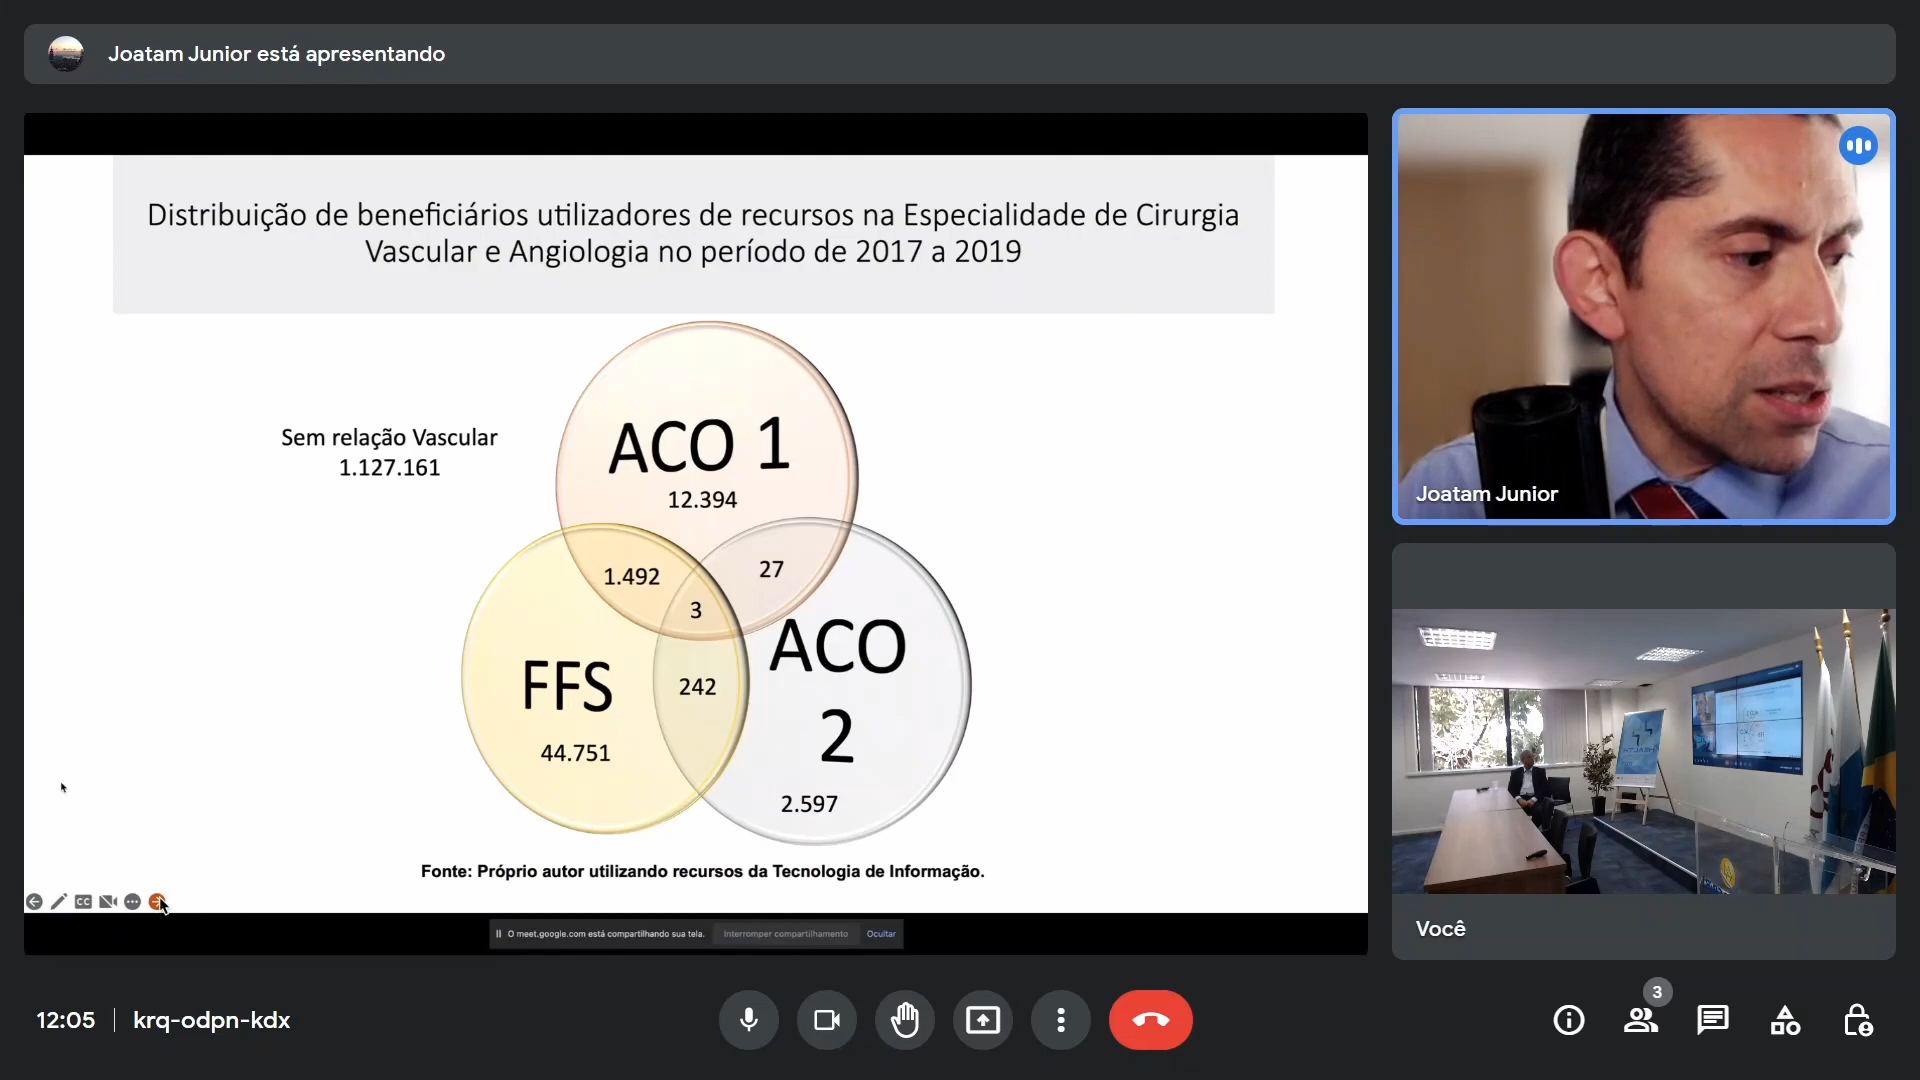 Joatam Junior está apresentando
Distribuição de beneficiários utilizadores de recursos na Especialidade de Cirurgia
Vascular e Angiologia no período de 2017 a 2019
Sem relação Vascular
1.127.161
ACO 1
12.394
1.492
27
3
FFS
44.751
242
ACO
2
2.597
Fonte: Próprio autor utilizando recursos da Tecnologia de Informação.
CC
O meet.google.com está compartilhando sua tela.
Interromper compartilhamento
Ocultar
Joatam Junior
Você
12:05
krq-odpn-kdx
3